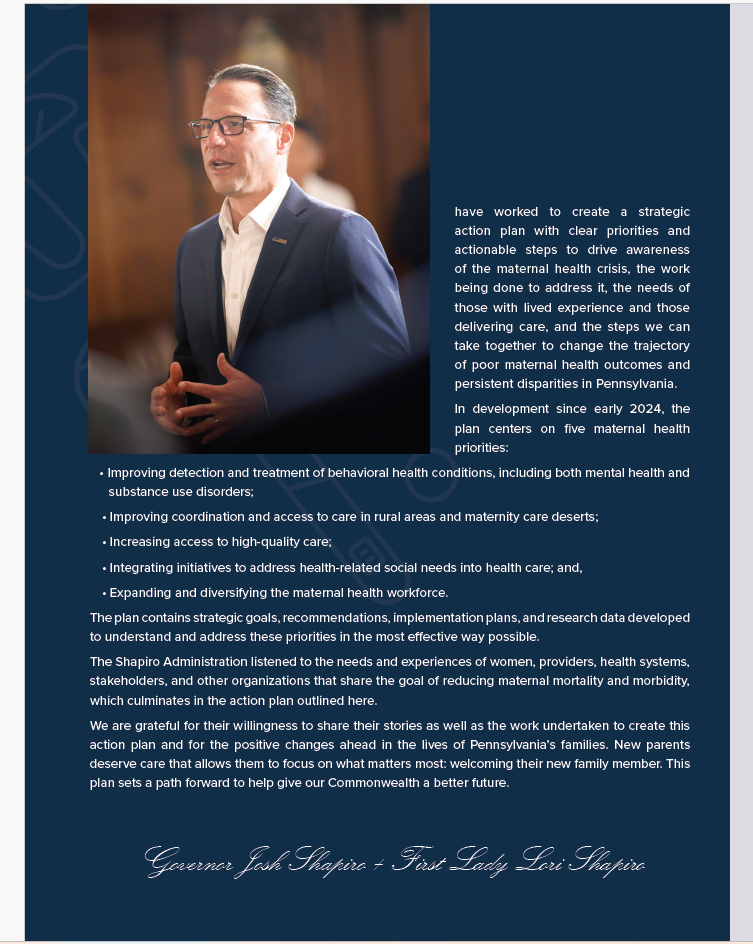 have worked to create a strategic
action plan with clear priorities and
actionable steps to drive awareness
of the maternal health crisis, the work
being done to address it, the needs of
those with lived experience and those
delivering care, and the steps we can
take together to change the trajectory
of poor maternal health outcomes and
persistent disparities in Pennsylvania.
In development since early 2024, the
plan centers on five maternal health
priorities:
• Improving detection and treatment of behavioral health conditions, including both mental health and
substance use disorders;
• Improving coordination and access to care in rural areas and maternity care deserts;
• Increasing access to high-quality care;
• Integrating initiatives to address health-related social needs into health care; and,
• Expanding and diversifying the maternal health workforce.
The plan contains strategic goals, recommendations, implementation plans, and research data developed
to understand and address these priorities in the most effective way possible.
The Shapiro Administration listened to the needs and experiences of women, providers, health systems,
stakeholders, and other organizations that share the goal of reducing maternal mortality and morbidity,
which culminates in the action plan outlined here.
We are grateful for their willingness to share their stories as well as the work undertaken to create this
action plan and for the positive changes ahead in the lives of Pennsylvania's families. New parents
deserve care that allows them to focus on what matters most: welcoming their new family member. This
plan sets a path forward to help give our Commonwealth a better future.
Governor Josh Shapiro + First Lady Lori Shapiro